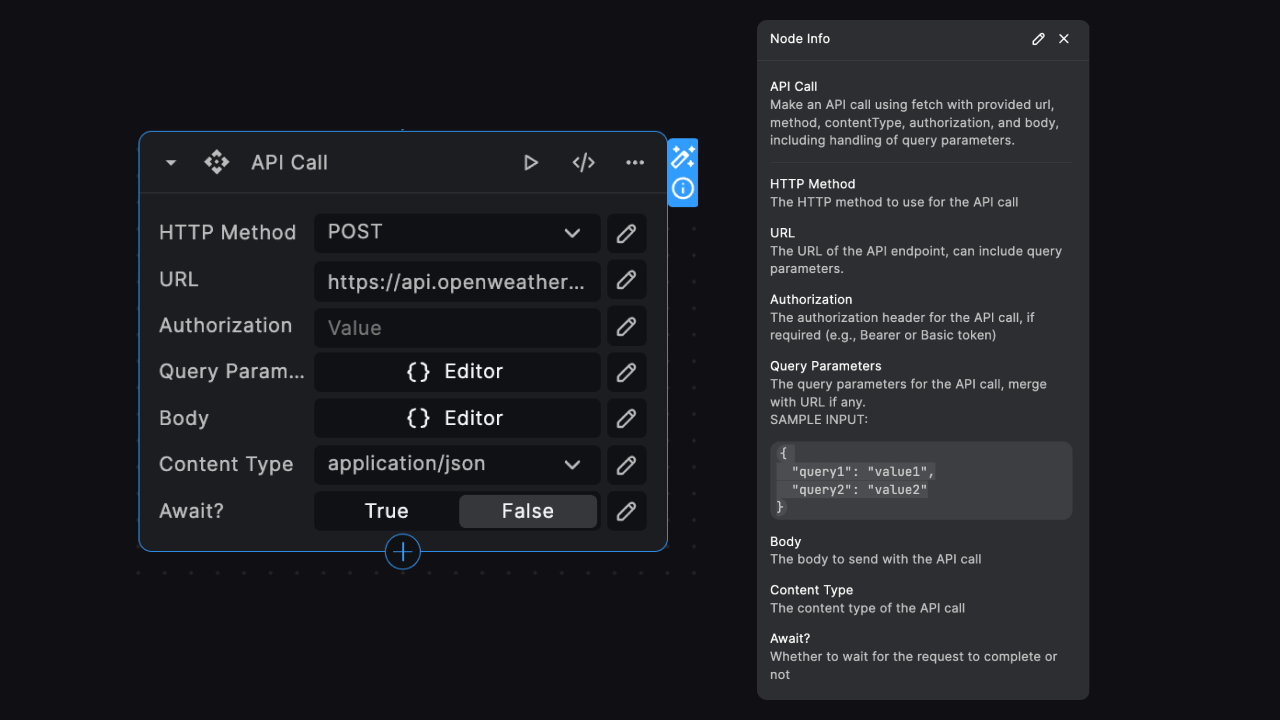 API Call
HTTP Method
POST
URL
https://api.openweather...
Authorization
Value
Query Param...
{} Editor
Body
{} Editor
Content Type
application/json
Await?
True
False
Node Info
API Call
Make an API call using fetch with provided url,
method, contentType, authorization, and body,
including handling of query parameters.
HTTP Method
The HTTP method to use for the API call
URL
The URL of the API endpoint, can include query
parameters.
Authorization
The authorization header for the API call, if
required (e.g., Bearer or Basic token)
Query Parameters
The query parameters for the API call, merge
with URL if any.
SAMPLE INPUT:
{
"query1": "value1",
"query2": "value2"
}
Body
The body to send with the API call
Content Type
The content type of the API call
Await?
Whether to wait for the request to complete or
not